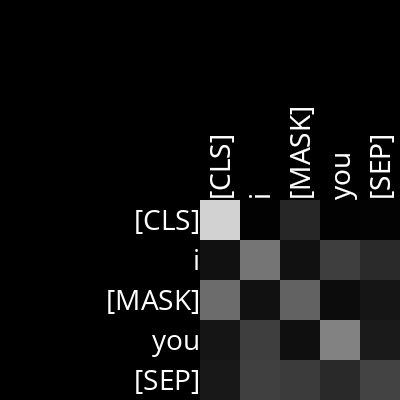 [CLS] i [MASK] you [SEP]
[CLS]
i
[MASK]
you
[SEP]